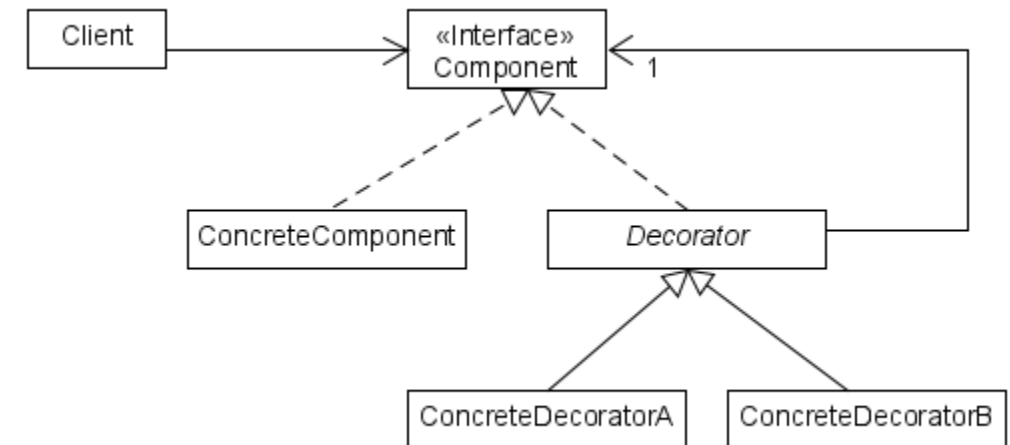 Client
«Interface»
Component
1
ConcreteComponent
Decorator
ConcreteDecoratorA
ConcreteDecoratorB